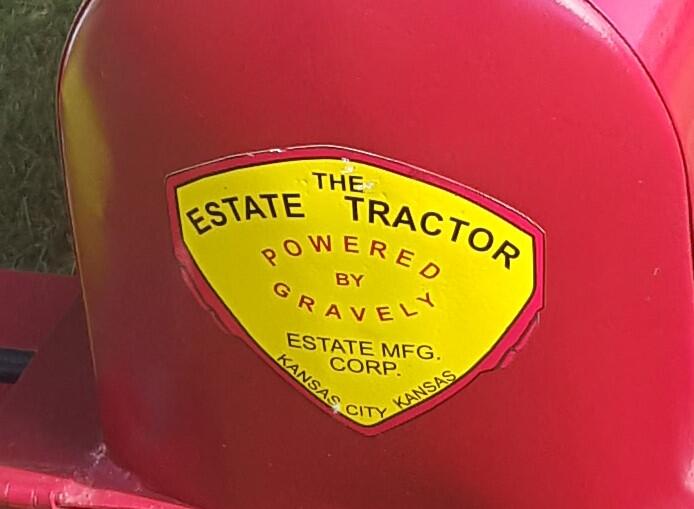 THE
ESTATE TRACTOR
POWERED
BY
GRAVELY
ESTATE MFG.
CORP.
KANSAS CITY KANSAS